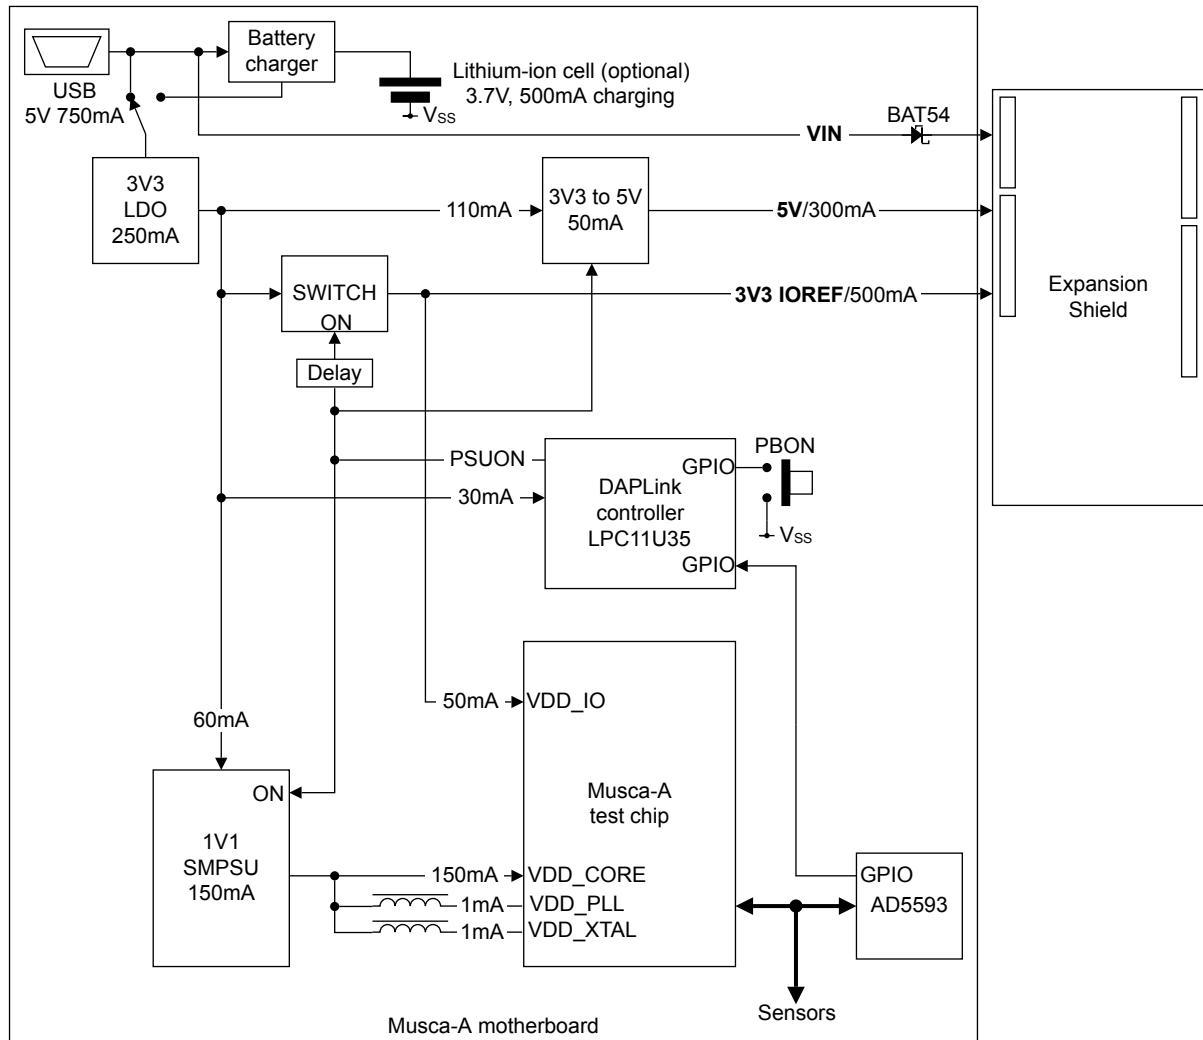 Battery
charger
USB
5V 750mA
Lithium-ion cell (optional)
3.7V, 500mA charging
VSS
VIN
BAT54
3V3
LDO
250mA
110mA
3V3 to 5V
50mA
5V/300mA
SWITCH
ON
3V3 IOREF/500mA
Expansion
Shield
Delay
PSUON
30mA
GPIO
DAPLink
controller
LPC11U35
GPIO
PBON
VSS
60mA
50mA
VDD_IO
ON
1V1
SMPSU
150mA
Musca-A
test chip
150mA
VDD_CORE
1mA
VDD_PLL
1mA
VDD_XTAL
GPIO
AD5593
Sensors
Musca-A motherboard